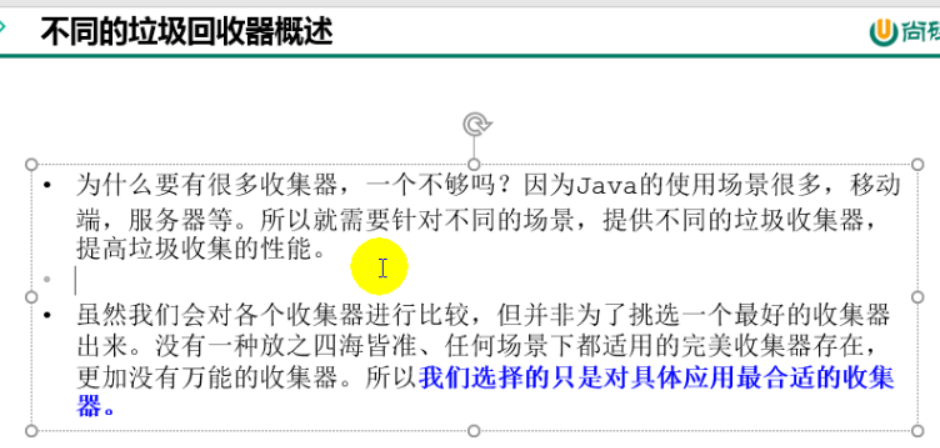 不同的垃圾回收器概述
尚硅
• 为什么要有很多收集器，一个不够吗？因为Java的使用场景很多，移动
端，服务器等。所以就需要针对不同的场景，提供不同的垃圾收集器，
提高垃圾收集的性能。
•
• 虽然我们会对各个收集器进行比较，但并非为了挑选一个最好的收集器
出来。没有一种放之四海皆准、任何场景下都适用的完美收集器存在，
更加没有万能的收集器。所以我们选择的只是对具体应用最合适的收集
器。